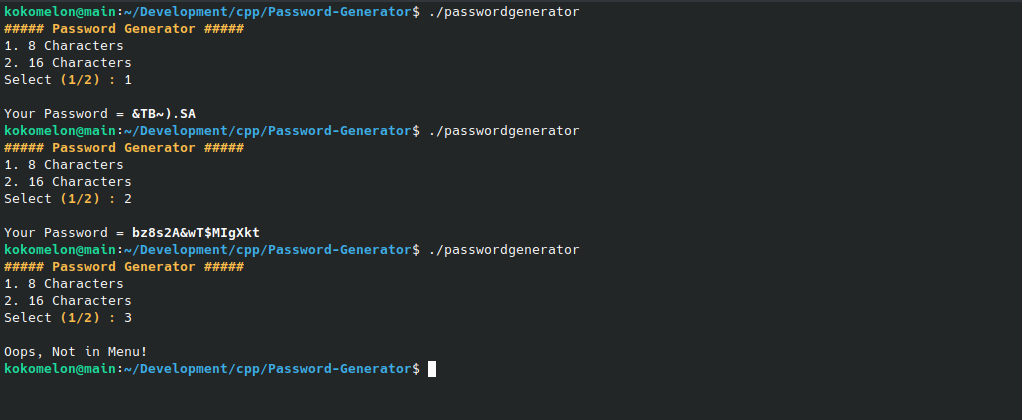 kokomelon@main:~/Development/cpp/Password-Generator$ ./passwordgenerator
##### Password Generator #####
1. 8 Characters
2. 16 Characters
Select (1/2) : 1
Your Password = &TB~).SA
kokomelon@main:~/Development/cpp/Password-Generator$ ./passwordgenerator
##### Password Generator #####
1. 8 Characters
2. 16 Characters
Select (1/2) : 2
Your Password = bz8s2A&wT$MIgXkt
kokomelon@main:~/Development/cpp/Password-Generator$ ./passwordgenerator
##### Password Generator #####
1. 8 Characters
2. 16 Characters
Select (1/2) : 3
Oops, Not in Menu!
kokomelon@main:~/Development/cpp/Password-Generator$